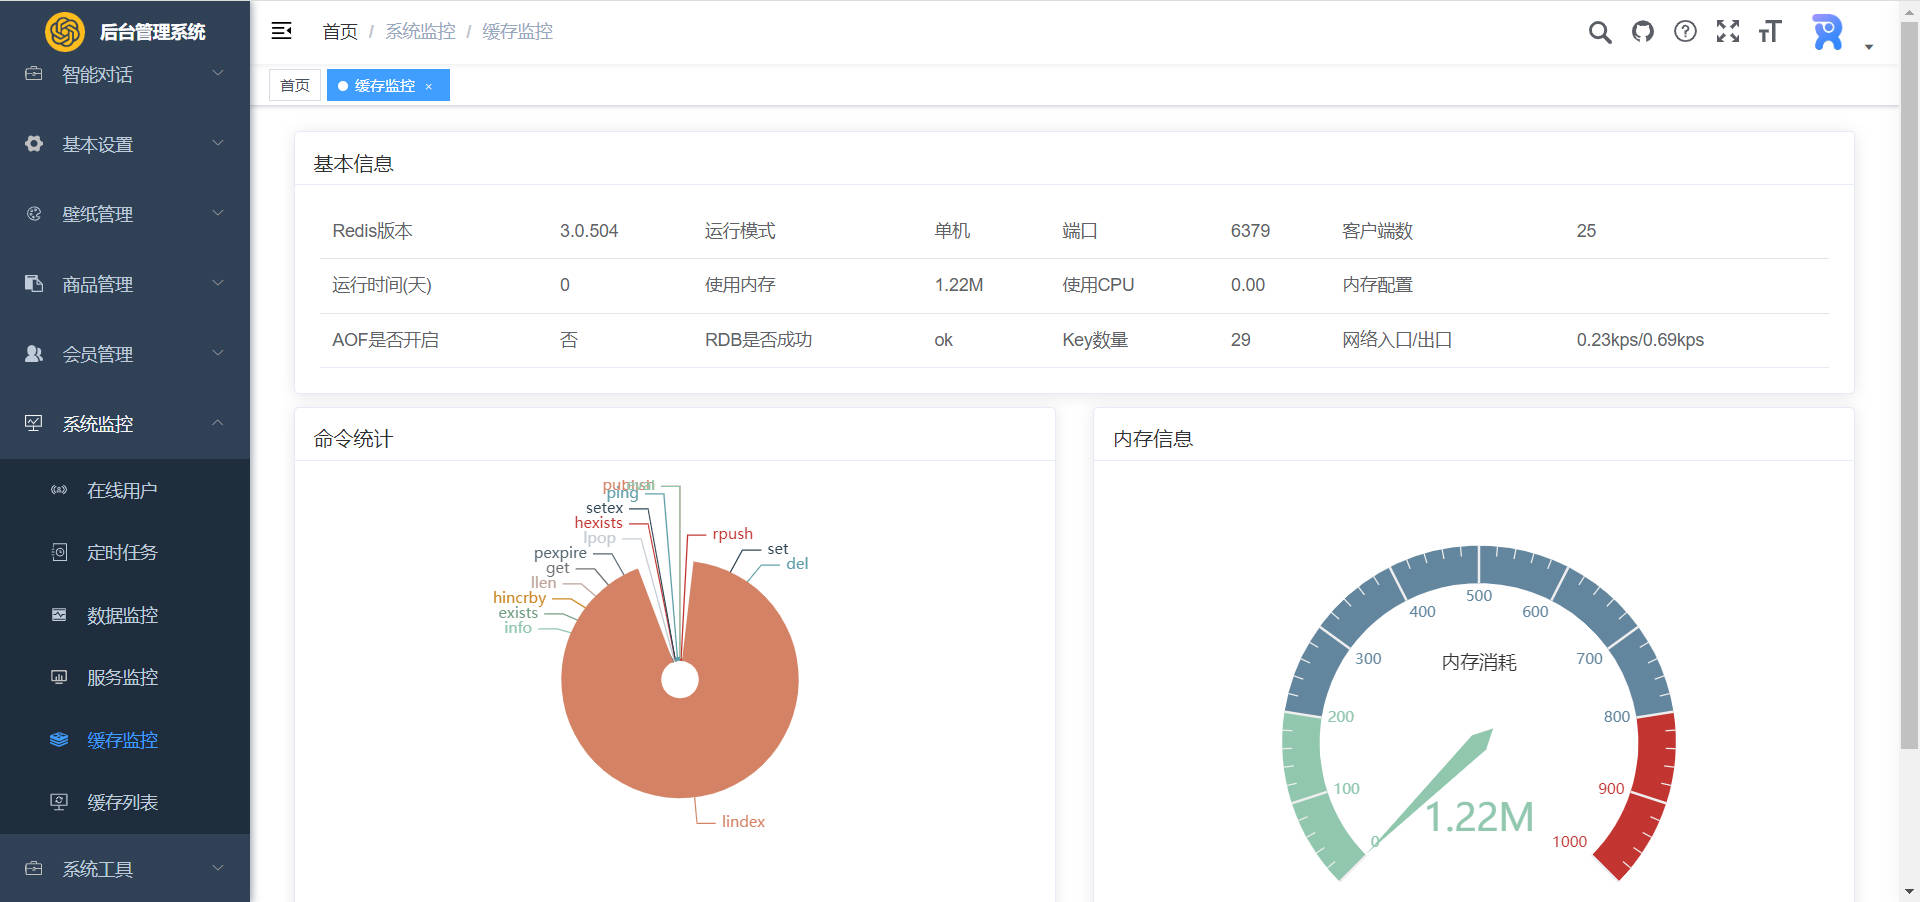 后台管理系统
智能对话
基本设置
壁纸管理
商品管理
会员管理
系统监控
在线用户
定时任务
数据监控
服务监控
缓存监控
缓存列表
系统工具
首页 / 系统监控 / 缓存监控
首页
缓存监控 ×
基本信息
Redis版本 3.0.504 运行模式 单机 端口 6379 客户端数 25
运行时间(天) 0 使用内存 1.22M 使用CPU 0.00 内存配置
AOF是否开启 否 RDB是否成功 ok Key数量 29 网络入口/出口 0.23kps/0.69kps
命令统计
publish
ping
setex
hexists
lpop
pexpire
get
llen
hincrby
exists
info
rpush
set
del
lindex
内存信息
0
100
200
300
400
500
600
700
800
900
1000
内存消耗
1.22M